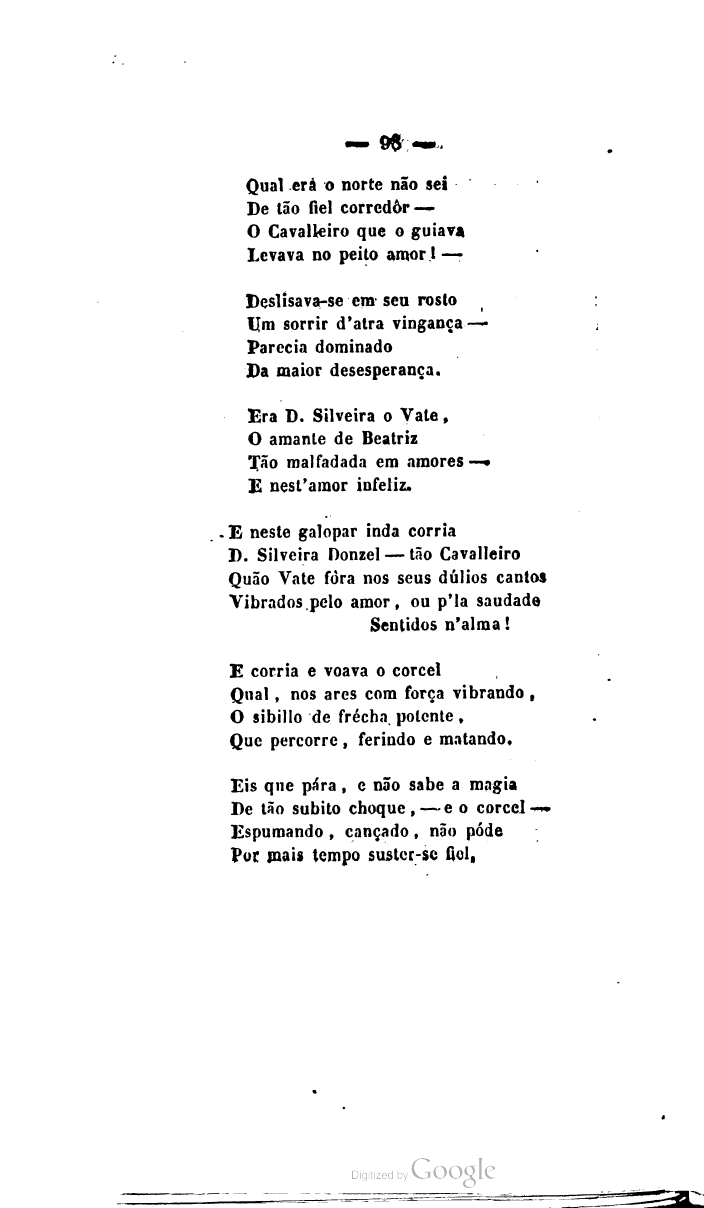 — 98 —
Qual erá o norte não sei
De tão fiel corredôr —
O Cavalleiro que o guiava
Levava no peito amor! —
Deslisava-se em seu rosto
Um sorrir d'atra vingança —
Parecia dominado
Da maior desesperança.
Era D. Silveira o Vate,
O amante de Beatriz
Tão malfadada em amores —
E nest'amor infeliz.
E neste galopar inda corria
D. Silveira Donzel — tão Cavalleiro
Quão Vate fôra nos seus dúlios cantos
Vibrados pelo amor, ou p'la saudade
Sentidos n'alma!
E corria e voava o corcel
Qual, nos ares com força vibrando,
O sibillo de frécha potente,
Que percorre, ferindo e matando.
Eis que pára, e não sabe a magia
De tão subito choque, — e o corcel —
Espumando, cançado, não póde
Por mais tempo suster-se fiel,
Digitized by Google